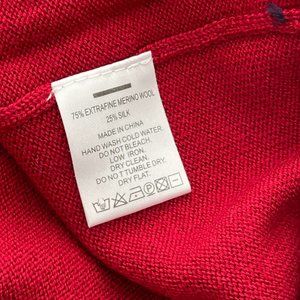 75% EXTRAFINE MERINO WOOL
25% SILK
MADE IN CHINA
HAND WASH COLD WATER.
DO NOT BLEACH.
LOW IRON.
DRY CLEAN.
DO NOT TUMBLE DRY.
DRY FLAT.